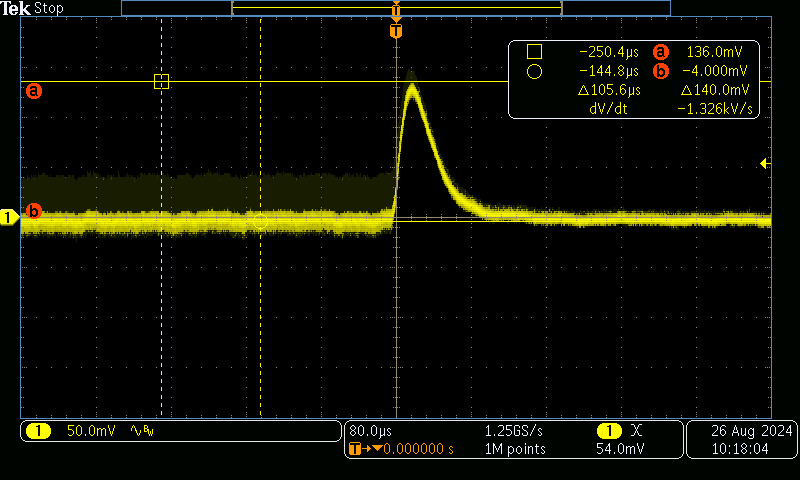 Tek Stop
T
T
−250.4µs a 136.0mV
−144.8µs b −4.000mV
△105.6µs △140.0mV
dV/dt −1.326kV/s
a
b
1
1 50.0mV BW
80.0µs 1.25GS/s 1
T→▼0.000000 s 1M points 54.0mV
26 Aug 2024
10:18:04